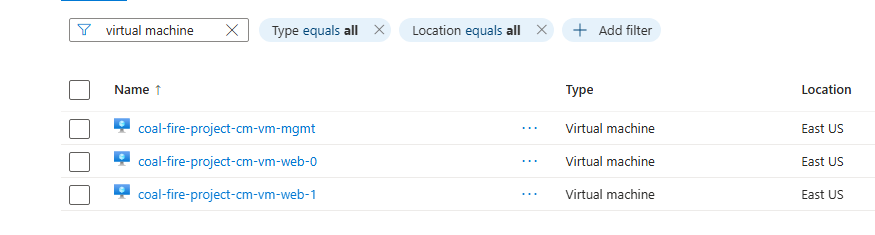 virtual machine Type equals all Location equals all Add filter
Name ↑ Type Location
coal-fire-project-cm-vm-mgmt ... Virtual machine East US
coal-fire-project-cm-vm-web-0 ... Virtual machine East US
coal-fire-project-cm-vm-web-1 ... Virtual machine East US